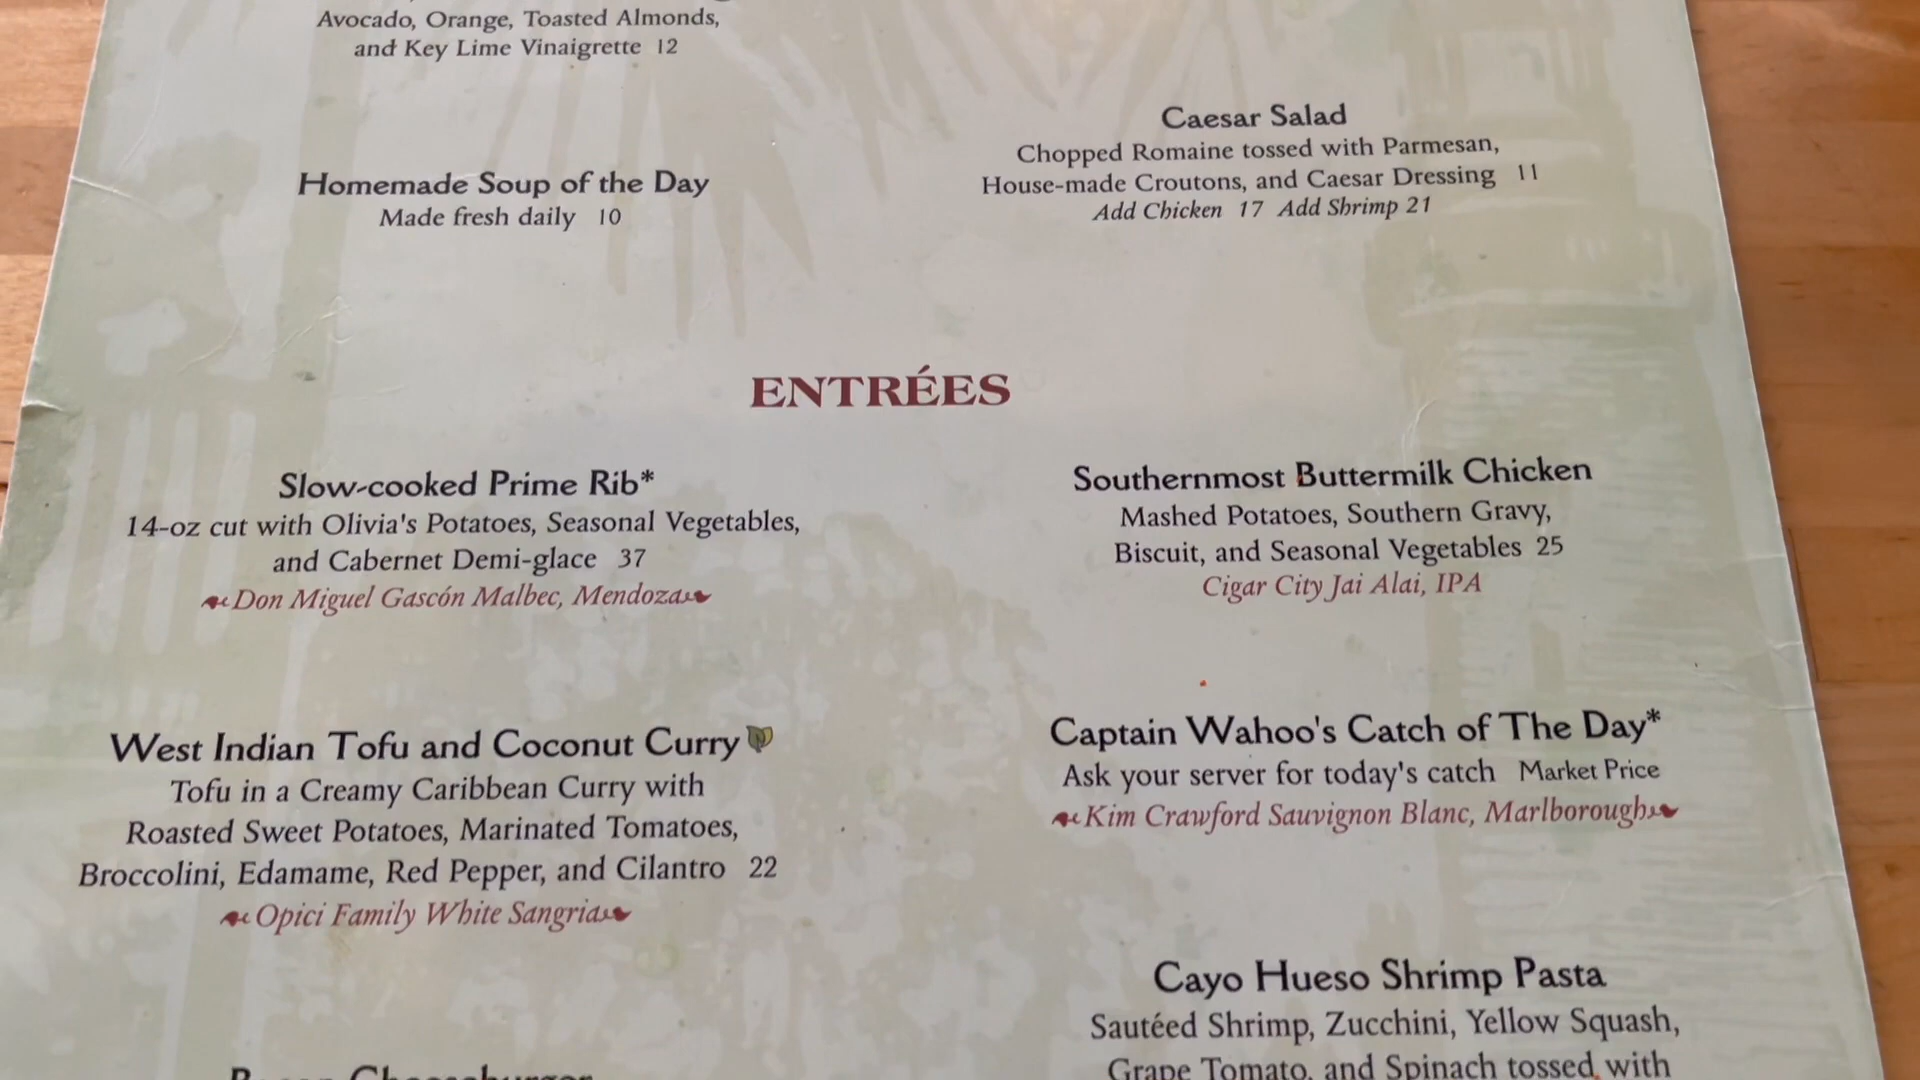 Avocado, Orange, Toasted Almonds,
and Key Lime Vinaigrette 12
Homemade Soup of the Day
Made fresh daily 10
Caesar Salad
Chopped Romaine tossed with Parmesan,
House-made Croutons, and Caesar Dressing 11
Add Chicken 17 Add Shrimp 21
ENTRÉES
Slow-cooked Prime Rib*
14-oz cut with Olivia's Potatoes, Seasonal Vegetables,
and Cabernet Demi-glace 37
Don Miguel Gascón Malbec, Mendoza
West Indian Tofu and Coconut Curry
Tofu in a Creamy Caribbean Curry with
Roasted Sweet Potatoes, Marinated Tomatoes,
Broccolini, Edamame, Red Pepper, and Cilantro 22
Opici Family White Sangria
Bacon Cheeseburger
Southernmost Buttermilk Chicken
Mashed Potatoes, Southern Gravy,
Biscuit, and Seasonal Vegetables 25
Cigar City Jai Alai, IPA
Captain Wahoo's Catch of The Day*
Ask your server for today's catch Market Price
Kim Crawford Sauvignon Blanc, Marlborough
Cayo Hueso Shrimp Pasta
Sautéed Shrimp, Zucchini, Yellow Squash,
Grape Tomato, and Spinach tossed with